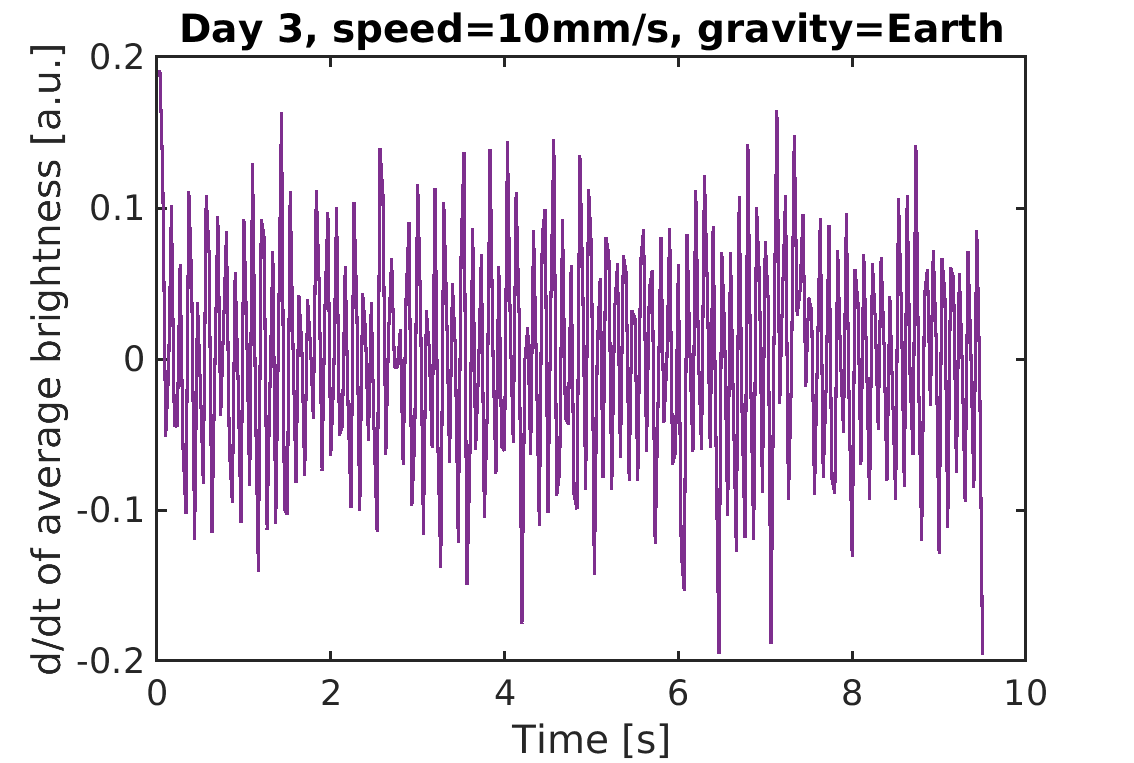 Day 3, speed=10mm/s, gravity=Earth
d/dt of average brightness [a.u.]
0.2
0.1
0
-0.1
-0.2
0 2 4 6 8 10
Time [s]